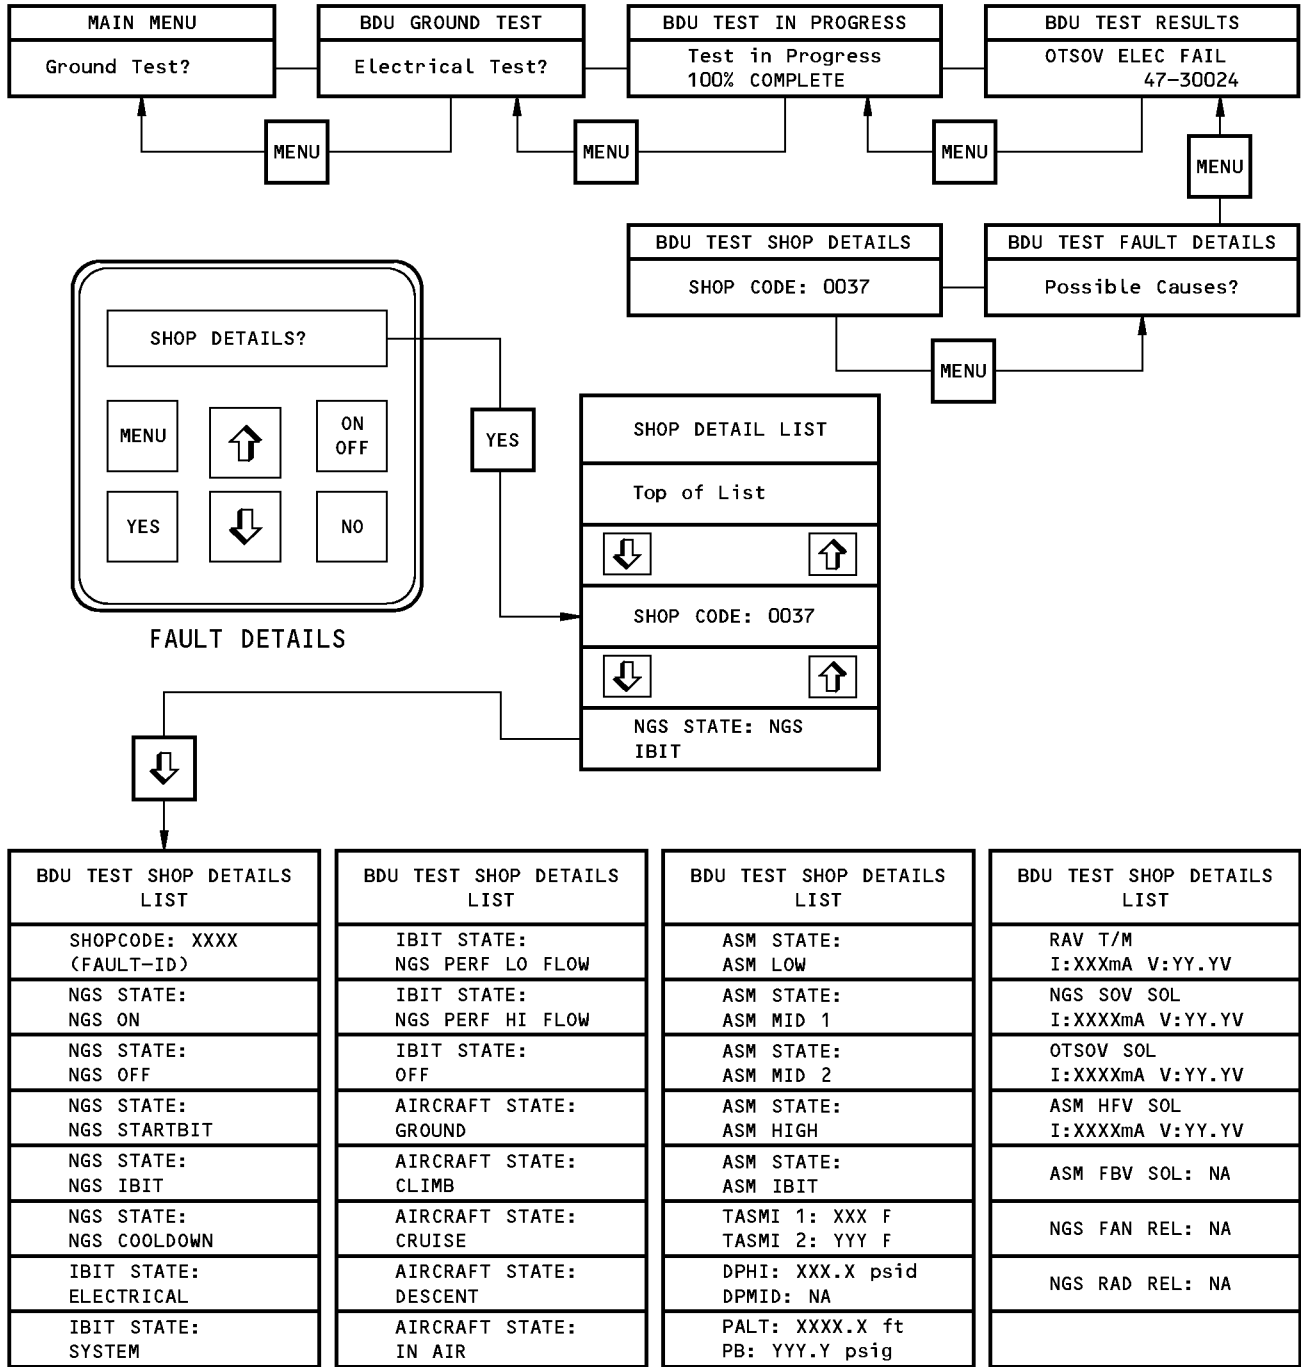 MAIN MENU
Ground Test?
BDU GROUND TEST
Electrical Test?
BDU TEST IN PROGRESS
Test in Progress
100% COMPLETE
BDU TEST RESULTS
OTSOV ELEC FAIL
47-30024
MENU
MENU
MENU
MENU
BDU TEST SHOP DETAILS
SHOP CODE: 0037
BDU TEST FAULT DETAILS
Possible Causes?
MENU
SHOP DETAILS?
MENU
ON
OFF
YES
NO
FAULT DETAILS
YES
SHOP DETAIL LIST
Top of List
SHOP CODE: 0037
NGS STATE: NGS
IBIT
BDU TEST SHOP DETAILS
LIST
SHOPCODE: XXXX
(FAULT-ID)
NGS STATE:
NGS ON
NGS STATE:
NGS OFF
NGS STATE:
NGS STARTBIT
NGS STATE:
NGS IBIT
NGS STATE:
NGS COOLDOWN
IBIT STATE:
ELECTRICAL
IBIT STATE:
SYSTEM
BDU TEST SHOP DETAILS
LIST
IBIT STATE:
NGS PERF LO FLOW
IBIT STATE:
NGS PERF HI FLOW
IBIT STATE:
OFF
AIRCRAFT STATE:
GROUND
AIRCRAFT STATE:
CLIMB
AIRCRAFT STATE:
CRUISE
AIRCRAFT STATE:
DESCENT
AIRCRAFT STATE:
IN AIR
BDU TEST SHOP DETAILS
LIST
ASM STATE:
ASM LOW
ASM STATE:
ASM MID 1
ASM STATE:
ASM MID 2
ASM STATE:
ASM HIGH
ASM STATE:
ASM IBIT
TASMI 1: XXX F
TASMI 2: YYY F
DPHI: XXX.X psid
DPMID: NA
PALT: XXXX.X ft
PB: YYY.Y psig
BDU TEST SHOP DETAILS
LIST
RAV T/M
I:XXXmA V:YY.YV
NGS SOV SOL
I:XXXXmA V:YY.YV
OTSOV SOL
I:XXXXmA V:YY.YV
ASM HFV SOL
I:XXXXmA V:YY.YV
ASM FBV SOL: NA
NGS FAN REL: NA
NGS RAD REL: NA